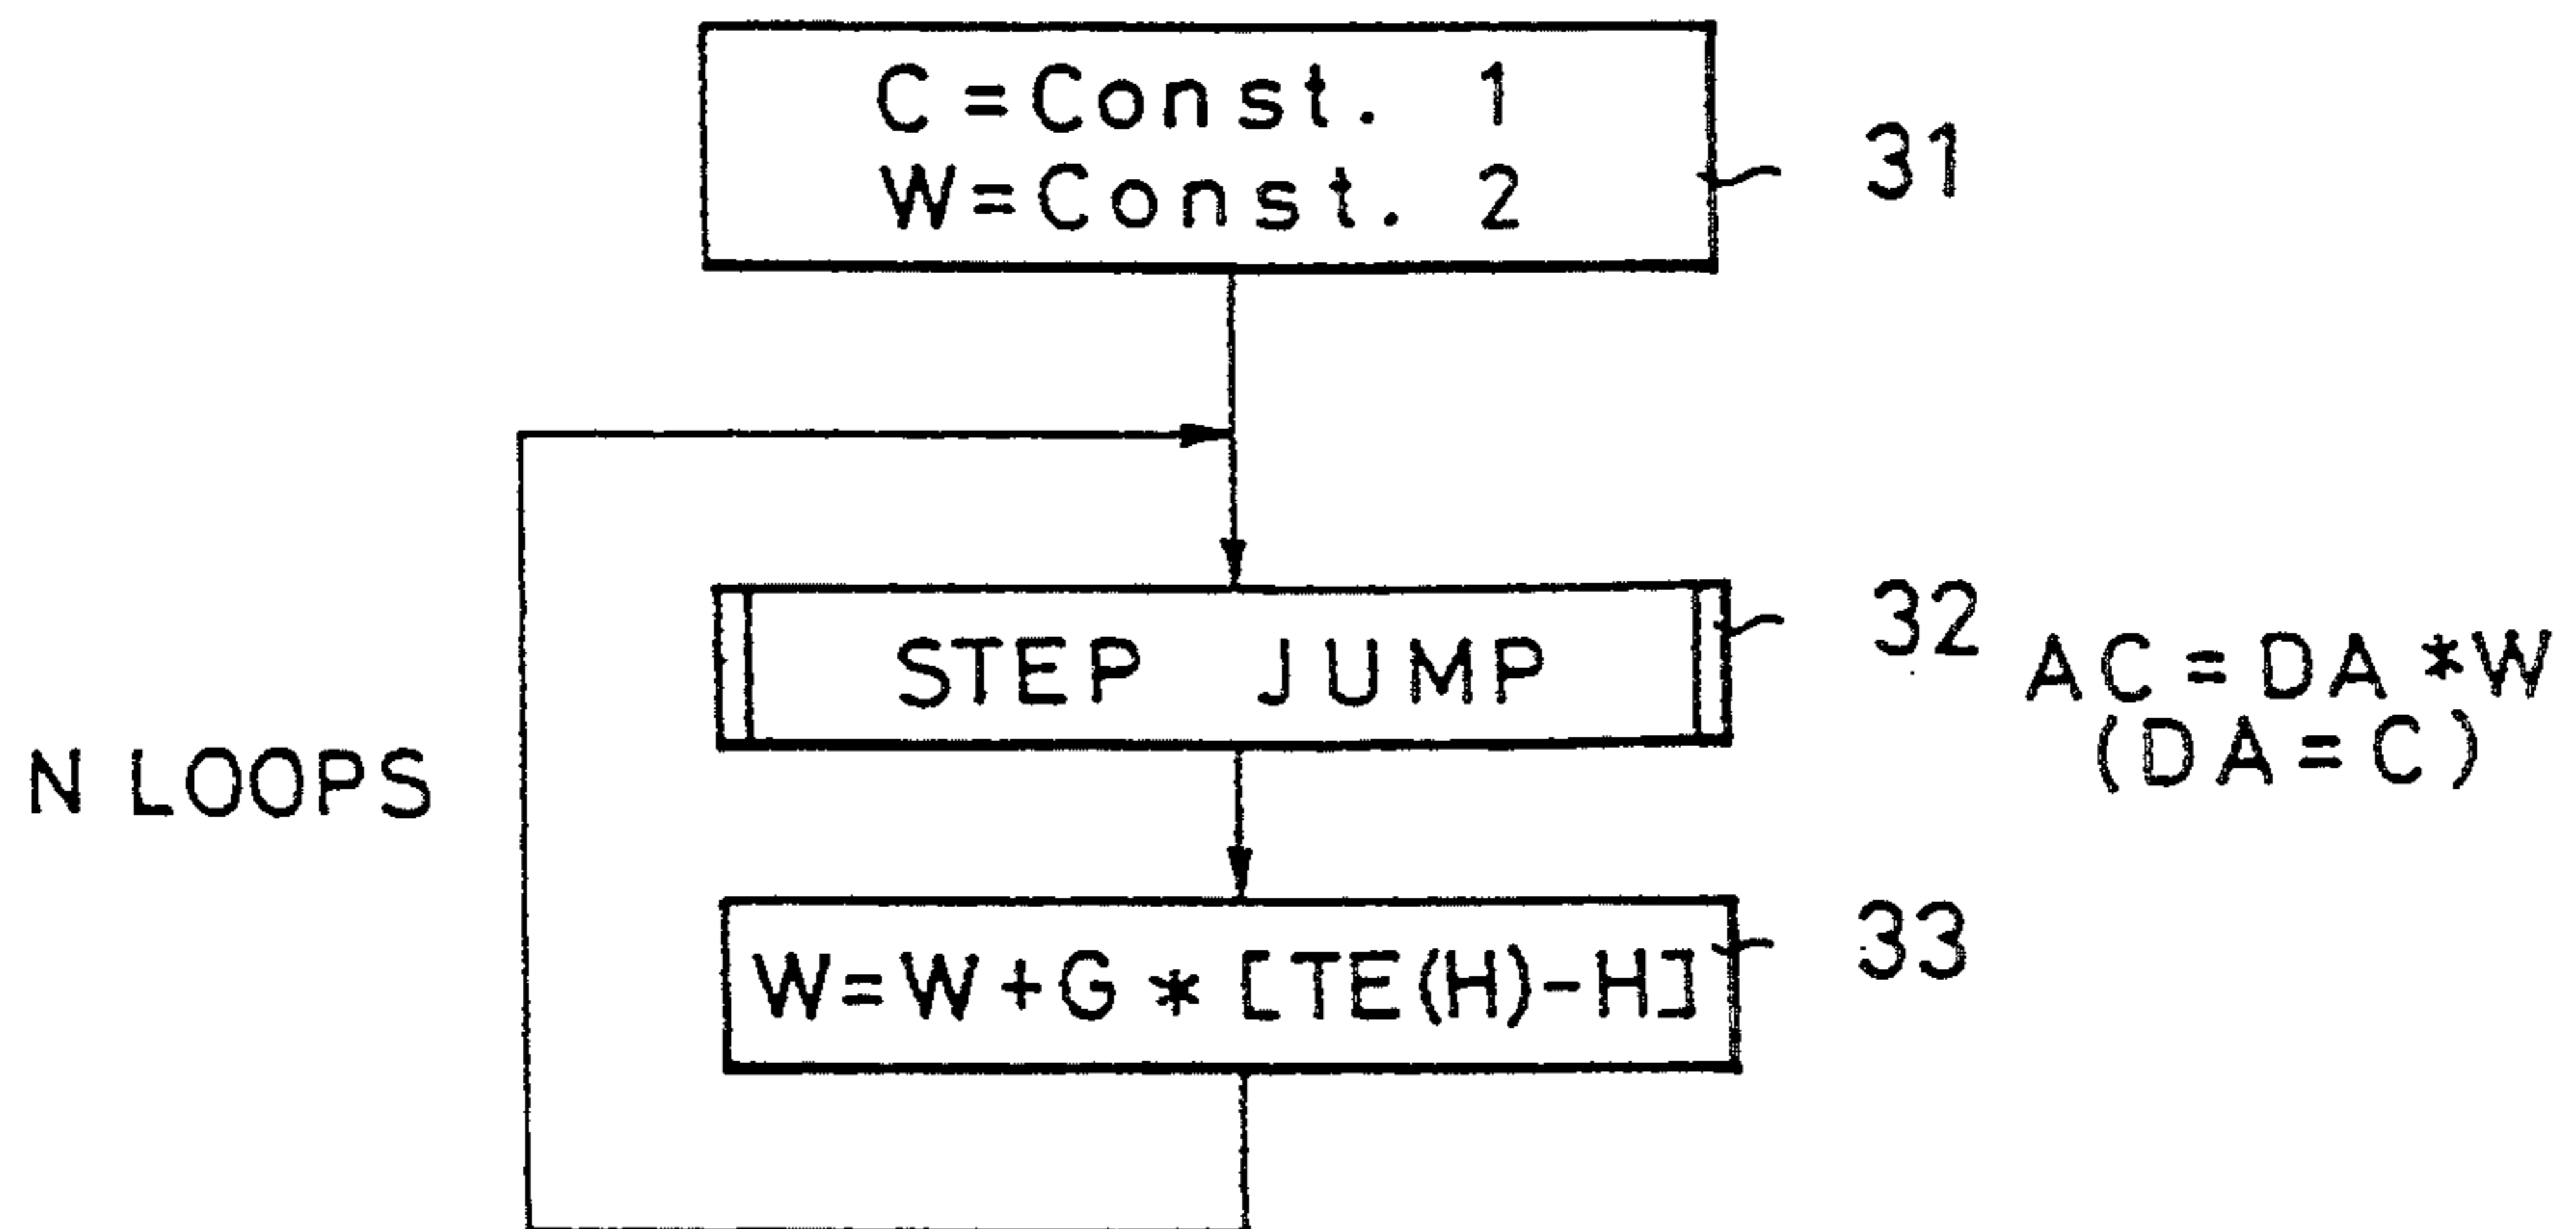 C=Const. 1
W=Const. 2
31
STEP JUMP
32
AC=DA*W
(DA=C)
N LOOPS
W=W+G*[TE(H)-H]
33